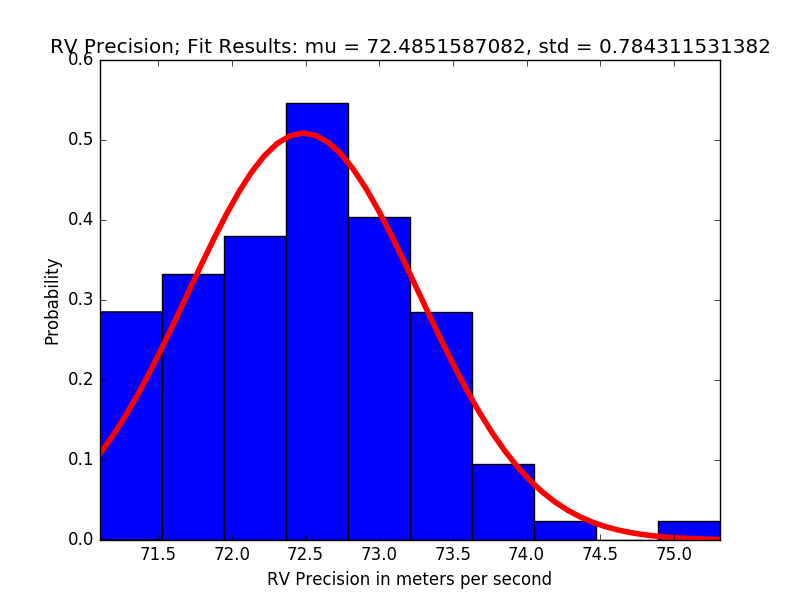 RV Precision; Fit Results: mu = 72.4851587082, std = 0.784311531382
0.6
0.5
0.4
0.3
0.2
0.1
0.0
Probability
71.5 72.0 72.5 73.0 73.5 74.0 74.5 75.0
RV Precision in meters per second